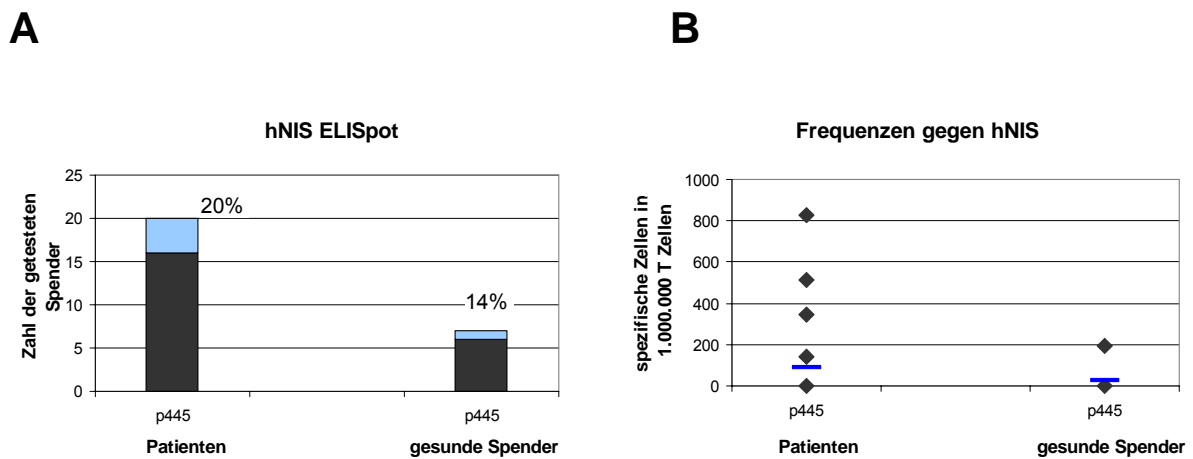 A
B
hNIS ELISpot
Zahl der getesteten
Spender
25
20
15
10
5
0
20%
14%
p445
p445
Patienten
gesunde Spender
Frequenzen gegen hNIS
spezifische Zellen in
1.000.000 T Zellen
1000
800
600
400
200
0
p445
p445
Patienten
gesunde Spender